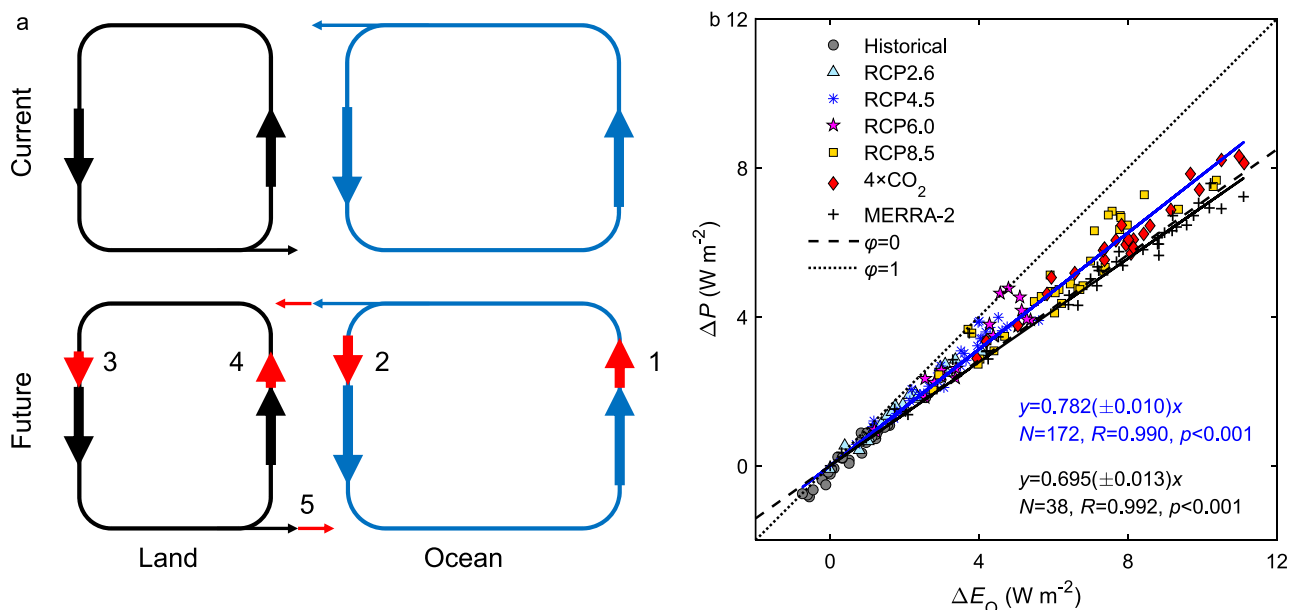 a
Current
Future
3
4
2
1
5
Land
Ocean
b
12
8
4
0
Δ𝑃 (W m⁻²)
Historical
RCP2.6
RCP4.5
RCP6.0
RCP8.5
4×CO₂
MERRA-2
φ=0
φ=1
y=0.782(±0.010)x
N=172, R=0.990, p<0.001
y=0.695(±0.013)x
N=38, R=0.992, p<0.001
0
4
8
12
ΔE_O (W m⁻²)